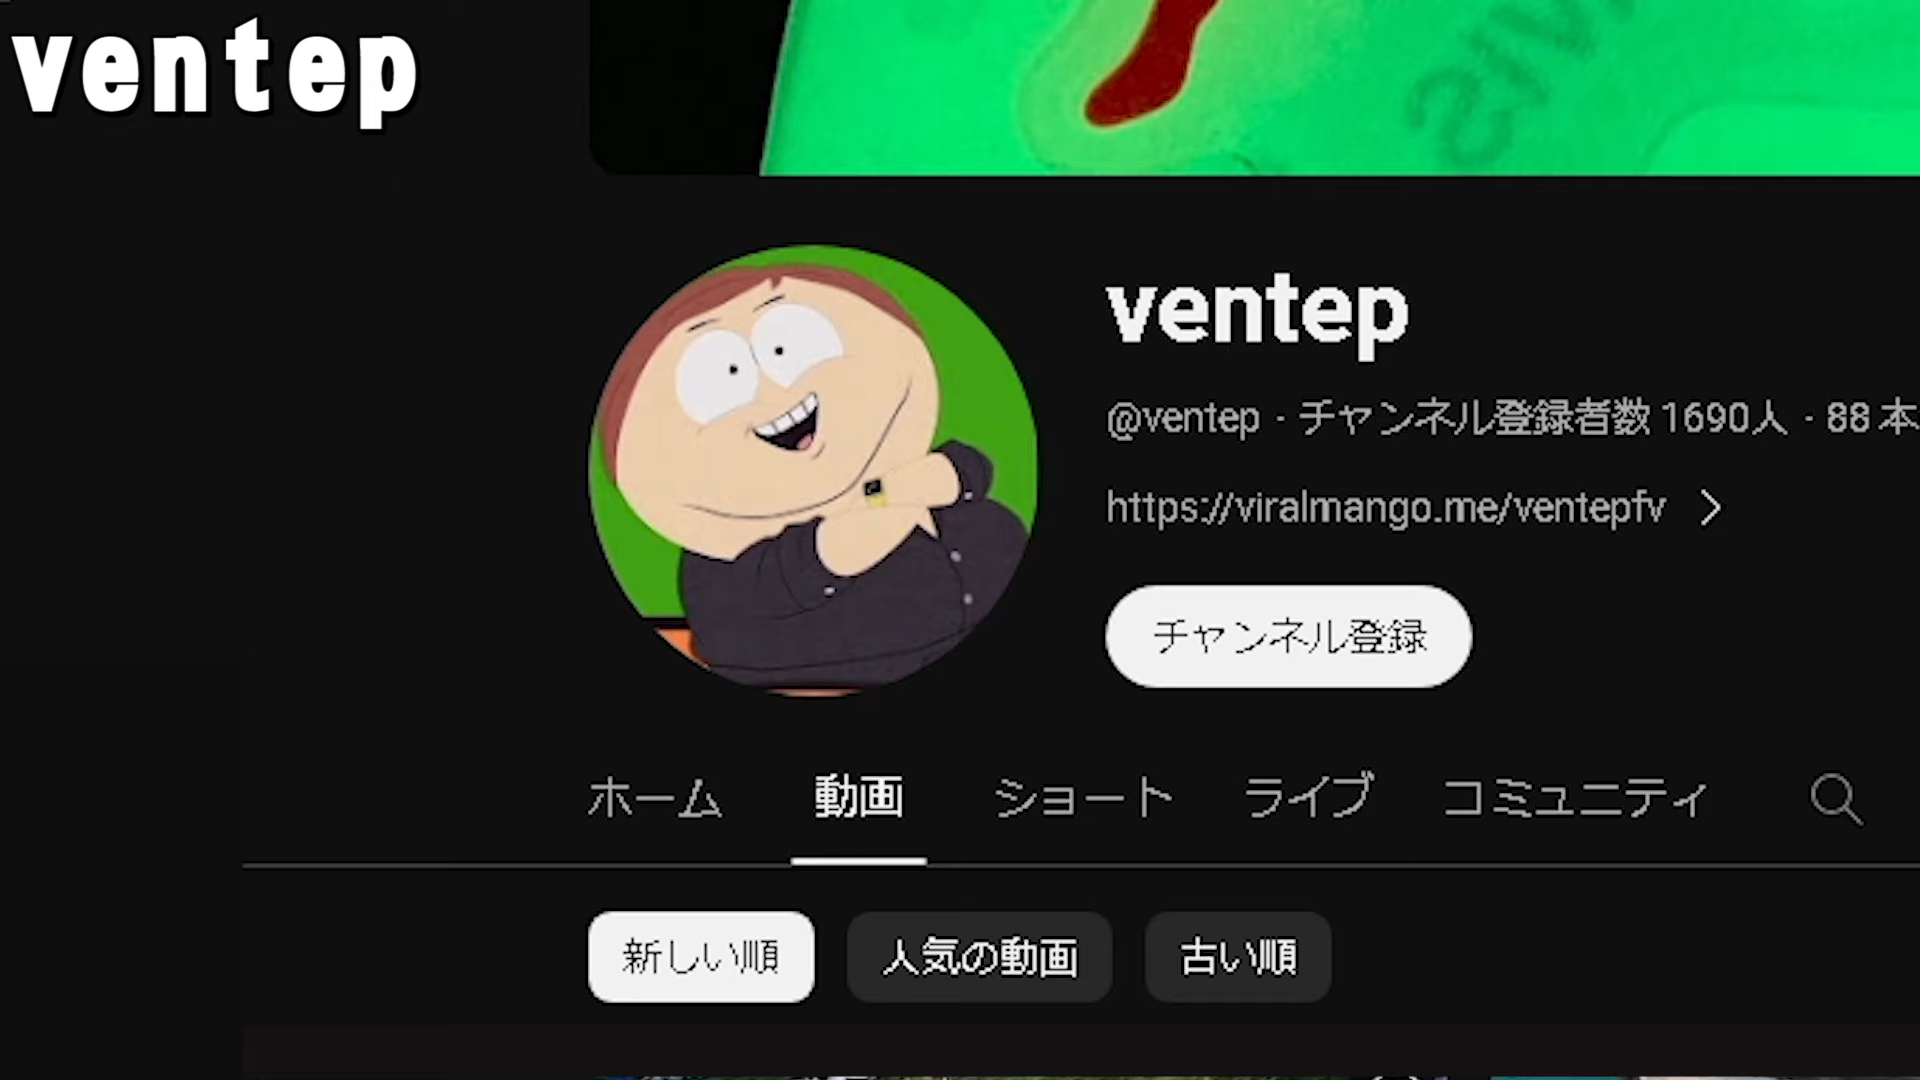 ventep
ventep
@ventep · チャンネル登録者数 1690人 · 88 本
https://viralmango.me/ventepfv
チャンネル登録
ホーム 動画 ショート ライブ コミュニティ
新しい順 人気の動画 古い順